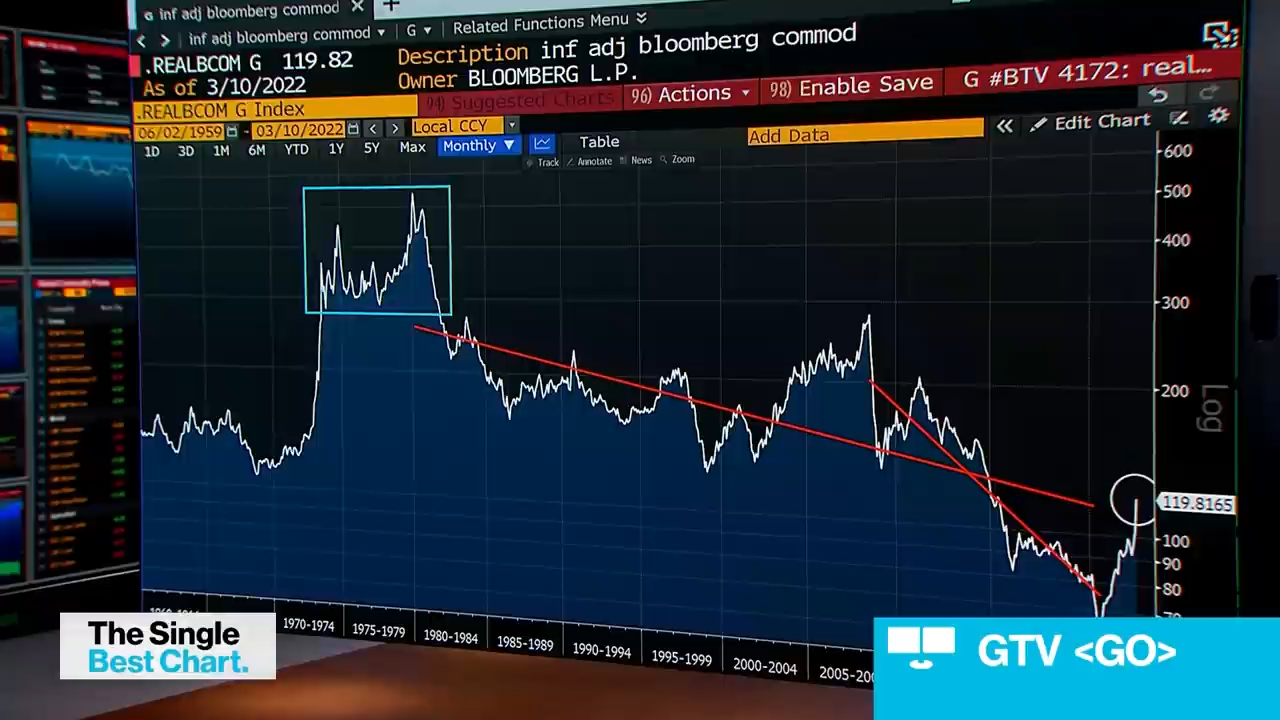 G inf adj bloomberg commod × +
inf adj bloomberg commod ▾ G ▾ Related Functions Menu
.REALBCOM G 119.82 Description inf adj bloomberg commod
As of 3/10/2022 Owner BLOOMBERG L.P.
.REALBCOM G Index 94) Suggested Charts 96) Actions ▾ 98) Enable Save G #BTV 4172: real...
06/02/1959 - 03/10/2022 < > Local CCY ▾ Add Data « Edit Chart
1D 3D 1M 6M YTD 1Y 5Y Max Monthly ▼ Table
Track Annotate News Zoom
600
500
400
300
200
Log
119.8165
100
90
80
1970-1974 1975-1979 1980-1984 1985-1989 1990-1994 1995-1999 2000-2004 2005-200
The Single
Best Chart.
GTV <GO>